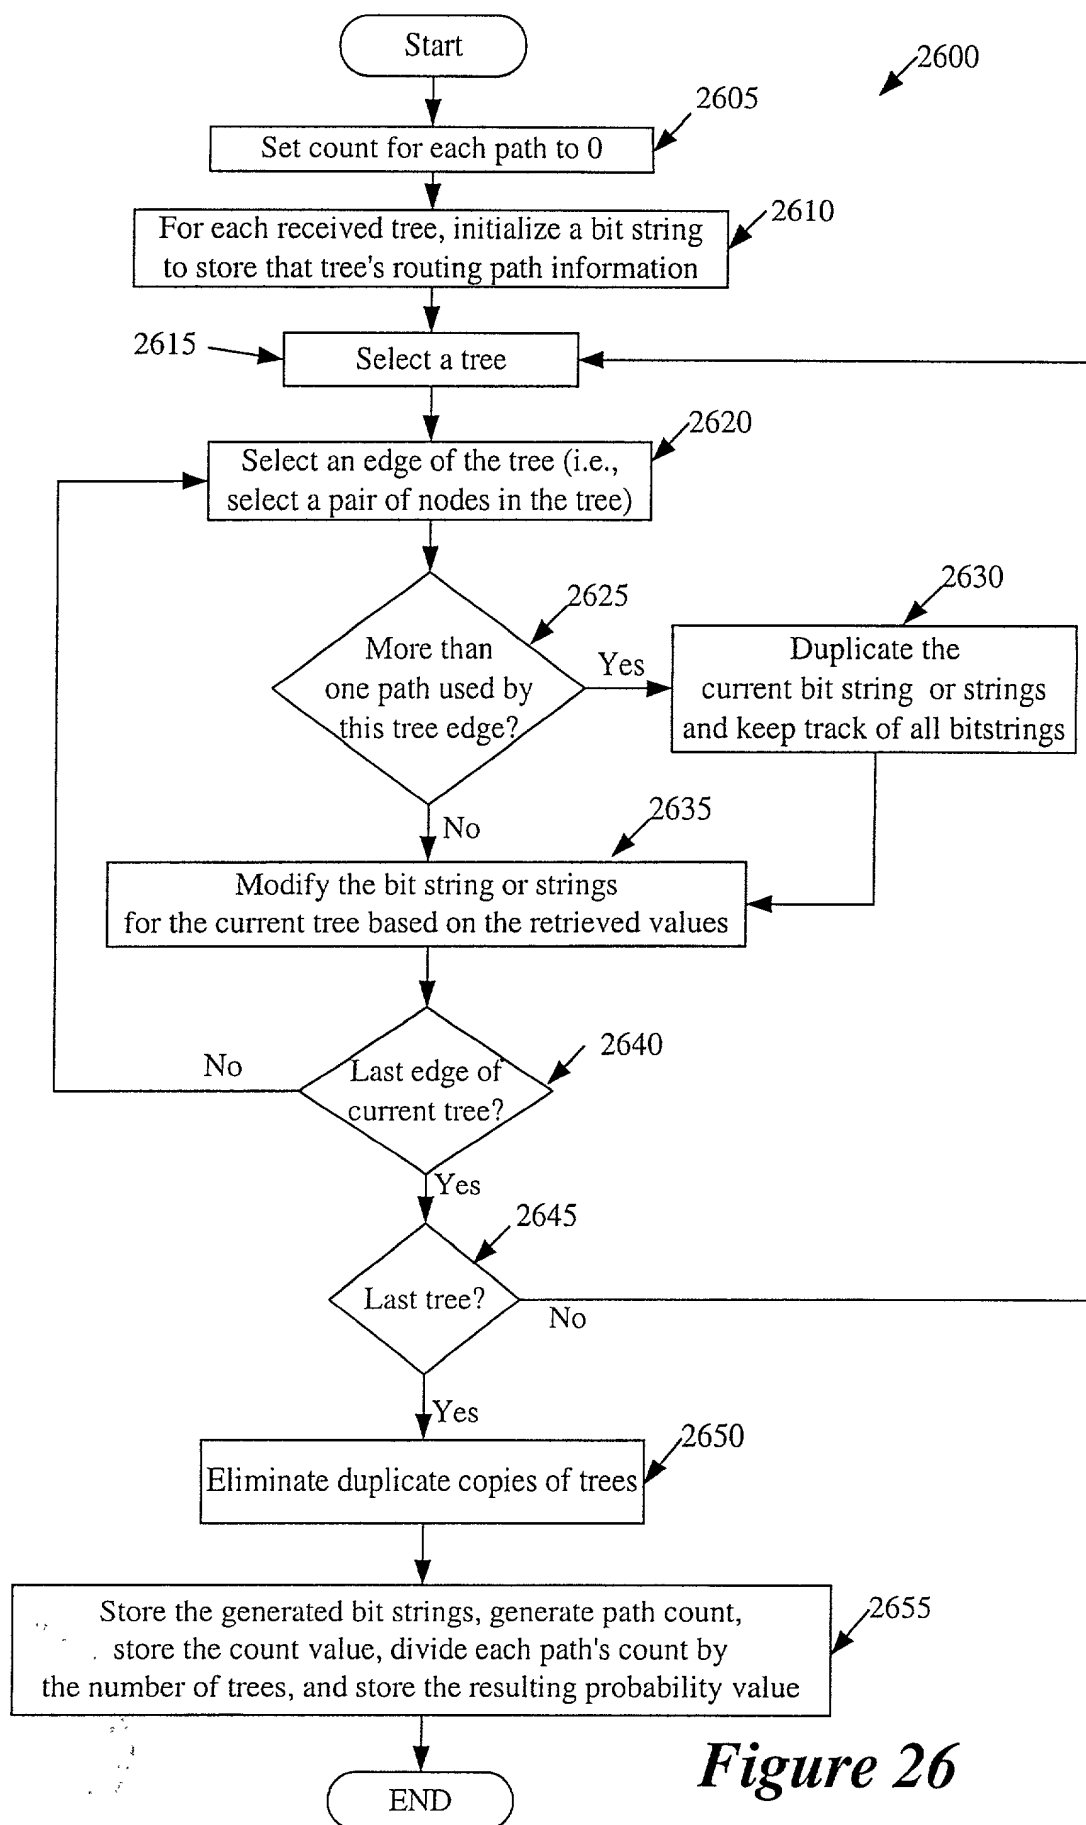 Start
2600
2605
Set count for each path to 0
2610
For each received tree, initialize a bit string
to store that tree's routing path information
2615
Select a tree
2620
Select an edge of the tree (i.e.,
select a pair of nodes in the tree)
2625
2630
More than
one path used by
this tree edge?
Yes
Duplicate the
current bit string or strings
and keep track of all bitstrings
No
2635
Modify the bit string or strings
for the current tree based on the retrieved values
2640
No
Last edge of
current tree?
Yes
2645
Last tree?
No
Yes
2650
Eliminate duplicate copies of trees
2655
Store the generated bit strings, generate path count,
store the count value, divide each path's count by
the number of trees, and store the resulting probability value
Figure 26
END